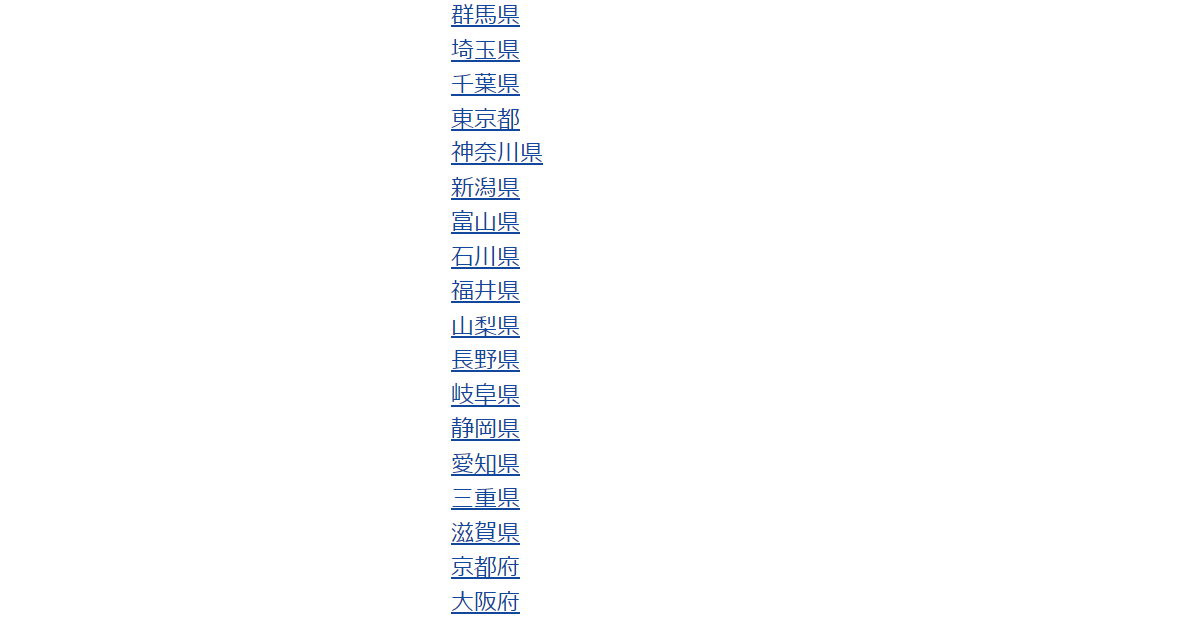 群馬県
埼玉県
千葉県
東京都
神奈川県
新潟県
富山県
石川県
福井県
山梨県
長野県
岐阜県
静岡県
愛知県
三重県
滋賀県
京都府
大阪府